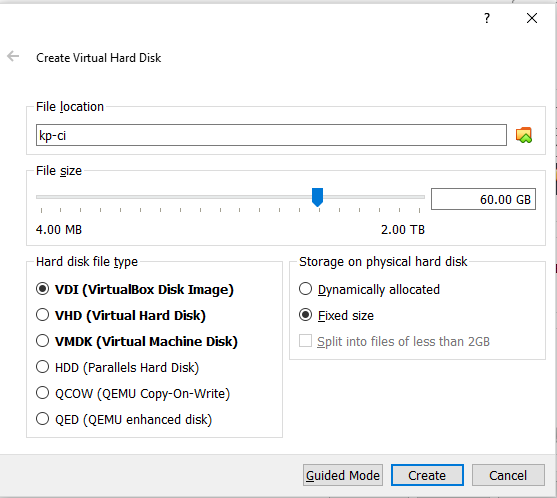 ?
Create Virtual Hard Disk
File location
kp-ci
File size
60.00 GB
4.00 MB 2.00 TB
Hard disk file type
VDI (VirtualBox Disk Image)
VHD (Virtual Hard Disk)
VMDK (Virtual Machine Disk)
HDD (Parallels Hard Disk)
QCOW (QEMU Copy-On-Write)
QED (QEMU enhanced disk)
Storage on physical hard disk
Dynamically allocated
Fixed size
Split into files of less than 2GB
Guided Mode Create Cancel